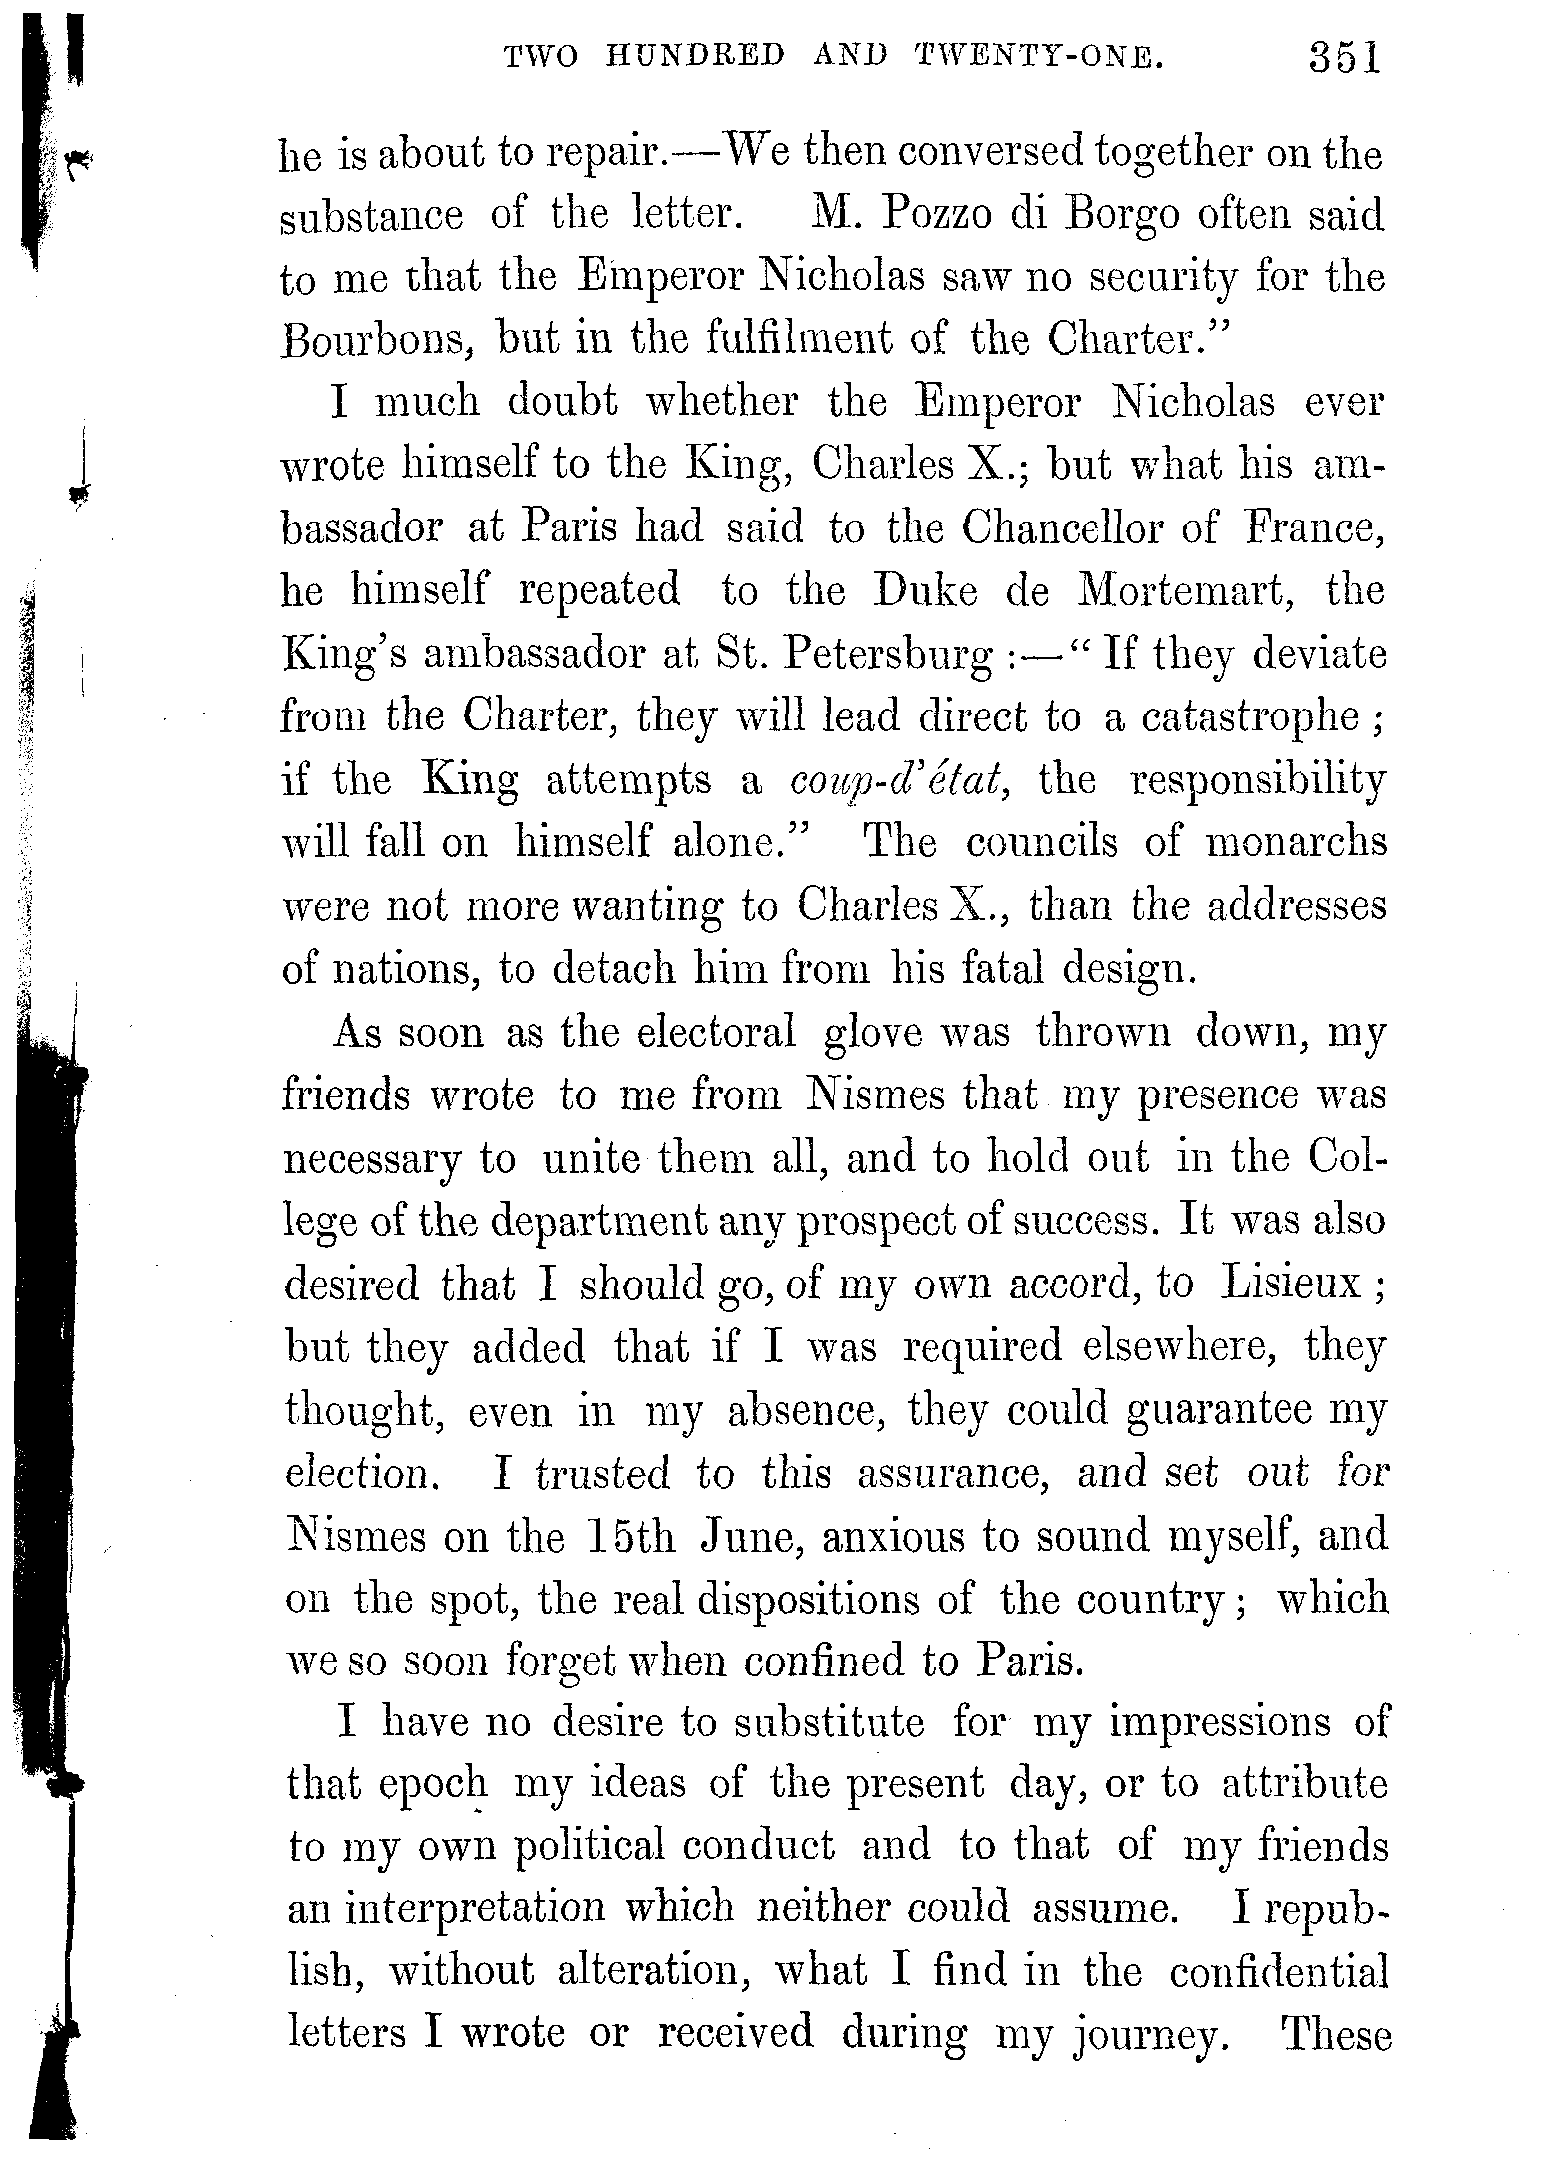 TWO HUNDRED AND TWENTY-ONE. 351
he is about to repair.—We then conversed together on the
substance of the letter. M. Pozzo di Borgo often said
to me that the Emperor Nicholas saw no security for the
Bourbons, but in the fulfilment of the Charter.”
I much doubt whether the Emperor Nicholas ever
wrote himself to the King, Charles X.; but what his am-
bassador at Paris had said to the Chancellor of France,
he himself repeated to the Duke de Mortemart, the
King’s ambassador at St. Petersburg :—“ If they deviate
from the Charter, they will lead direct to a catastrophe ;
if the King attempts a coup-d’état, the responsibility
will fall on himself alone.” The councils of monarchs
were not more wanting to Charles X., than the addresses
of nations, to detach him from his fatal design.
As soon as the electoral glove was thrown down, my
friends wrote to me from Nismes that my presence was
necessary to unite them all, and to hold out in the Col-
lege of the department any prospect of success. It was also
desired that I should go, of my own accord, to Lisieux ;
but they added that if I was required elsewhere, they
thought, even in my absence, they could guarantee my
election. I trusted to this assurance, and set out for
Nismes on the 15th June, anxious to sound myself, and
on the spot, the real dispositions of the country ; which
we so soon forget when confined to Paris.
I have no desire to substitute for my impressions of
that epoch my ideas of the present day, or to attribute
to my own political conduct and to that of my friends
an interpretation which neither could assume. I repub-
lish, without alteration, what I find in the confidential
letters I wrote or received during my journey. These